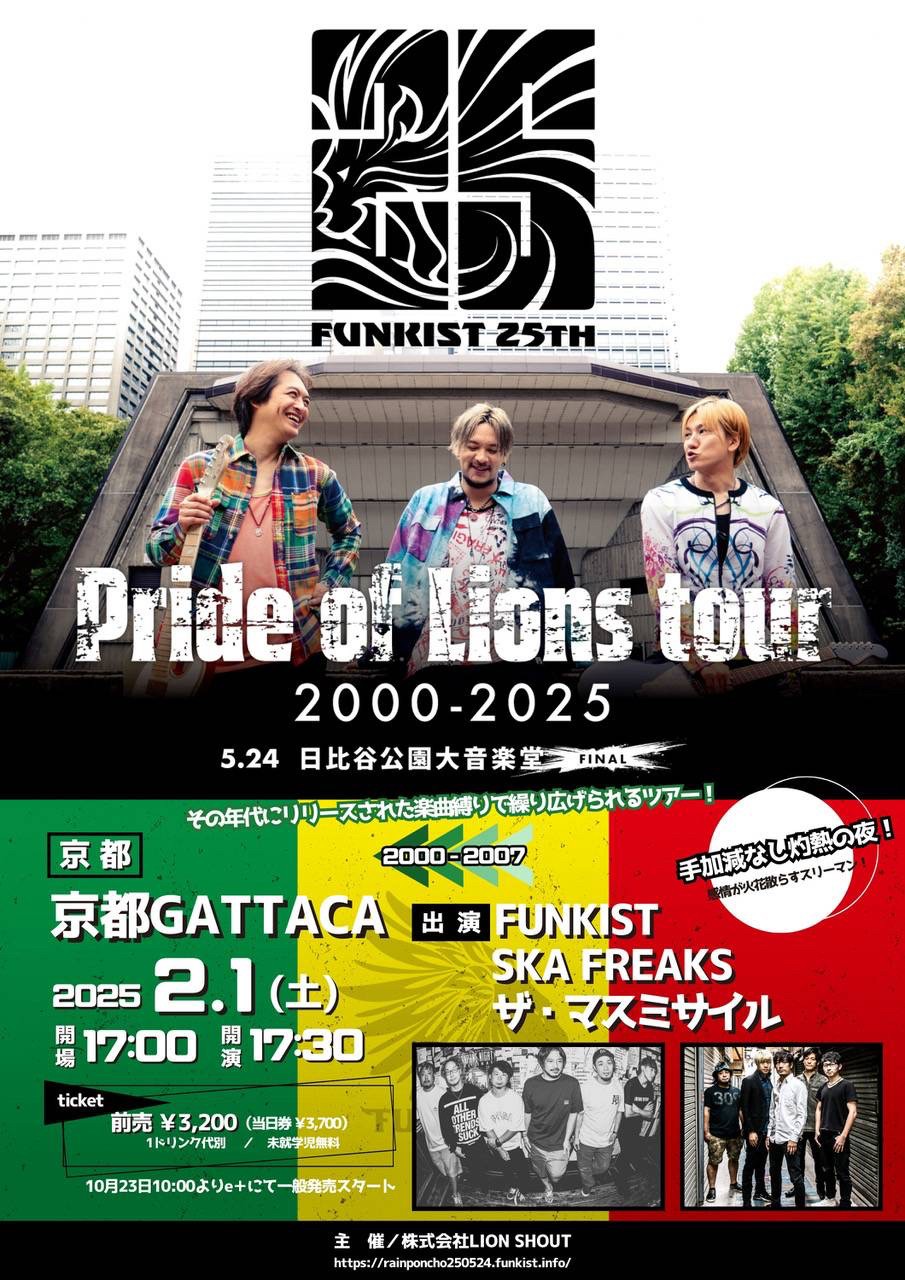 FUNKIST 25TH
Pride of Lions tour
2000-2025
5.24 日比谷公園大音楽堂 FINAL
その年代にリリースされた楽曲縛りで繰り広げられるツアー！
2000-2007
手加減なし灼熱の夜！
感情が火花散らすスリーマン！
京都
京都GATTACA
2025 2.1(土)
開場 17:00 開演 17:30
出演
FUNKIST
SKA FREAKS
ザ・マスミサイル
ticket
前売 ¥3,200（当日券 ¥3,700）
1ドリンク代別 / 未就学児無料
10月23日10:00よりe+にて一般発売スタート
ALL
OTHER
TRENDS
SUCK
主　催／株式会社LION SHOUT
https://rainponcho250524.funkist.info/